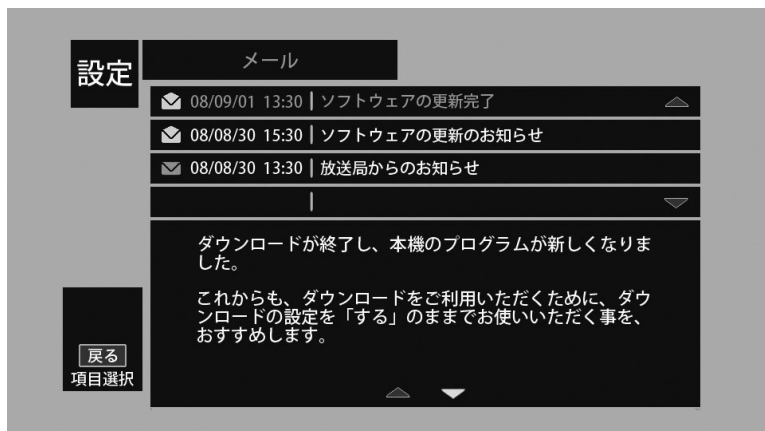 設定
メール
08/09/01 13:30 ソフトウェアの更新完了
08/08/30 15:30 ソフトウェアの更新のお知らせ
08/08/30 13:30 放送局からのお知らせ
ダウンロードが終了し、本機のプログラムが新しくなりま
した。
これからも、ダウンロードをご利用いただくために、ダウ
ンロードの設定を「する」のままでお使いいただく事を、
おすすめします。
戻る
項目選択